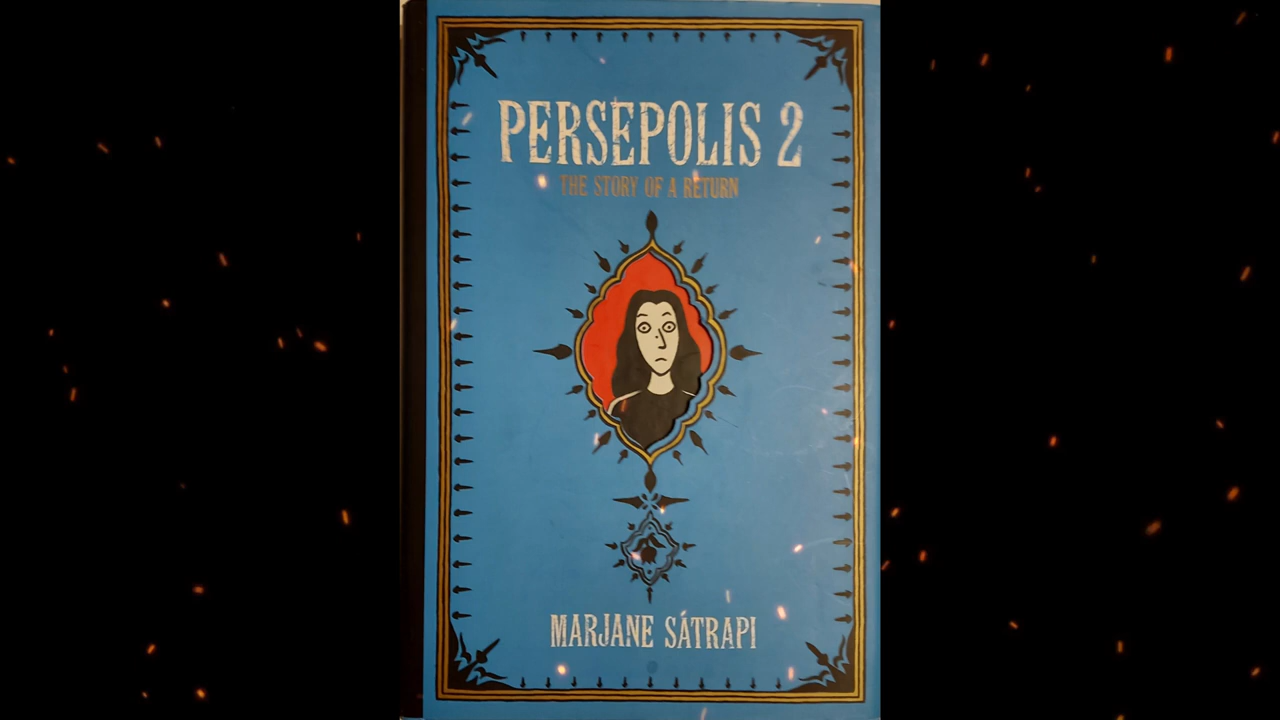 PERSEPOLIS 2
THE STORY OF A RETURN
MARJANE SÁTRAPI